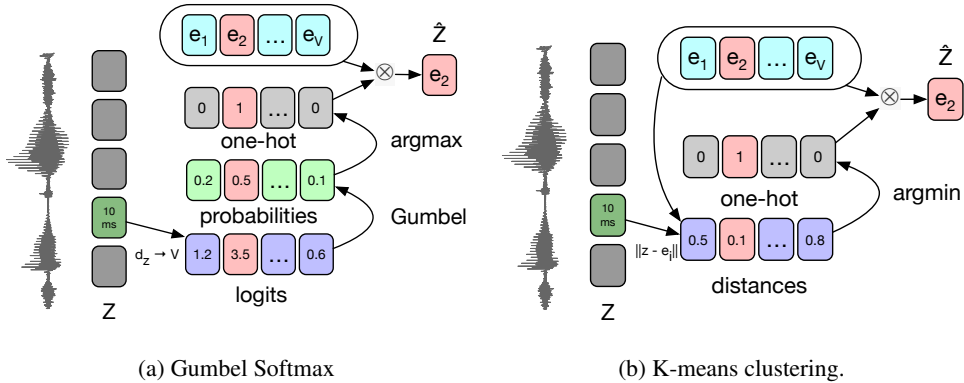 e1 e2 ... eV
Ẑ
e2
0 1 ... 0
one-hot
argmax
0.2 0.5 ... 0.1
probabilities
Gumbel
10 ms
dz → V
1.2 3.5 ... 0.6
logits
Z
(a) Gumbel Softmax
e1 e2 ... eV
Ẑ
e2
0 1 ... 0
one-hot
argmin
10 ms
||z - ei||
0.5 0.1 ... 0.8
distances
Z
(b) K-means clustering.